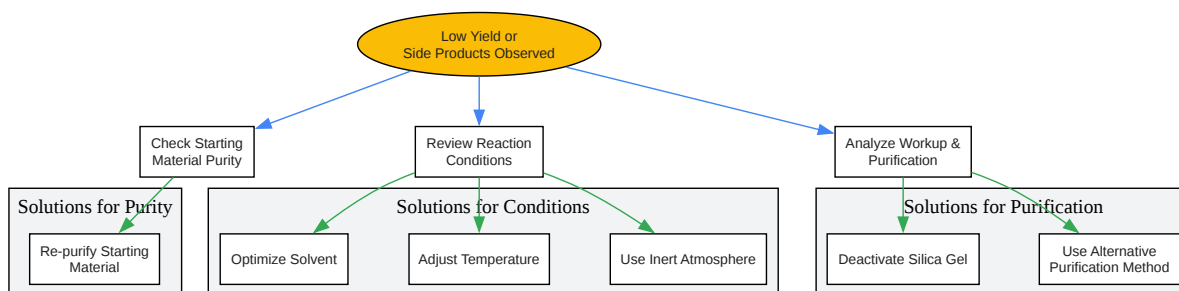 Low Yield or
Side Products Observed
Check Starting
Material Purity
Review Reaction
Conditions
Analyze Workup &
Purification
Solutions for Purity
Solutions for Conditions
Solutions for Purification
Re-purify Starting
Material
Optimize Solvent
Adjust Temperature
Use Inert Atmosphere
Deactivate Silica Gel
Use Alternative
Purification Method